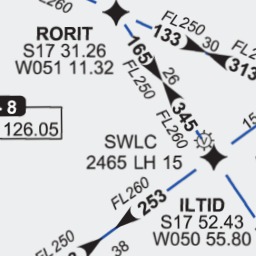 FL260
RORIT
S17 31.26
W051 11.32
FL250
133
30
FL2
313
165
FL250
26
345
FL260
8
126.05
SWLC
2465 LH 15
15
V
ILTID
S17 52.43
W050 55.80
FL260
253
FL250
38